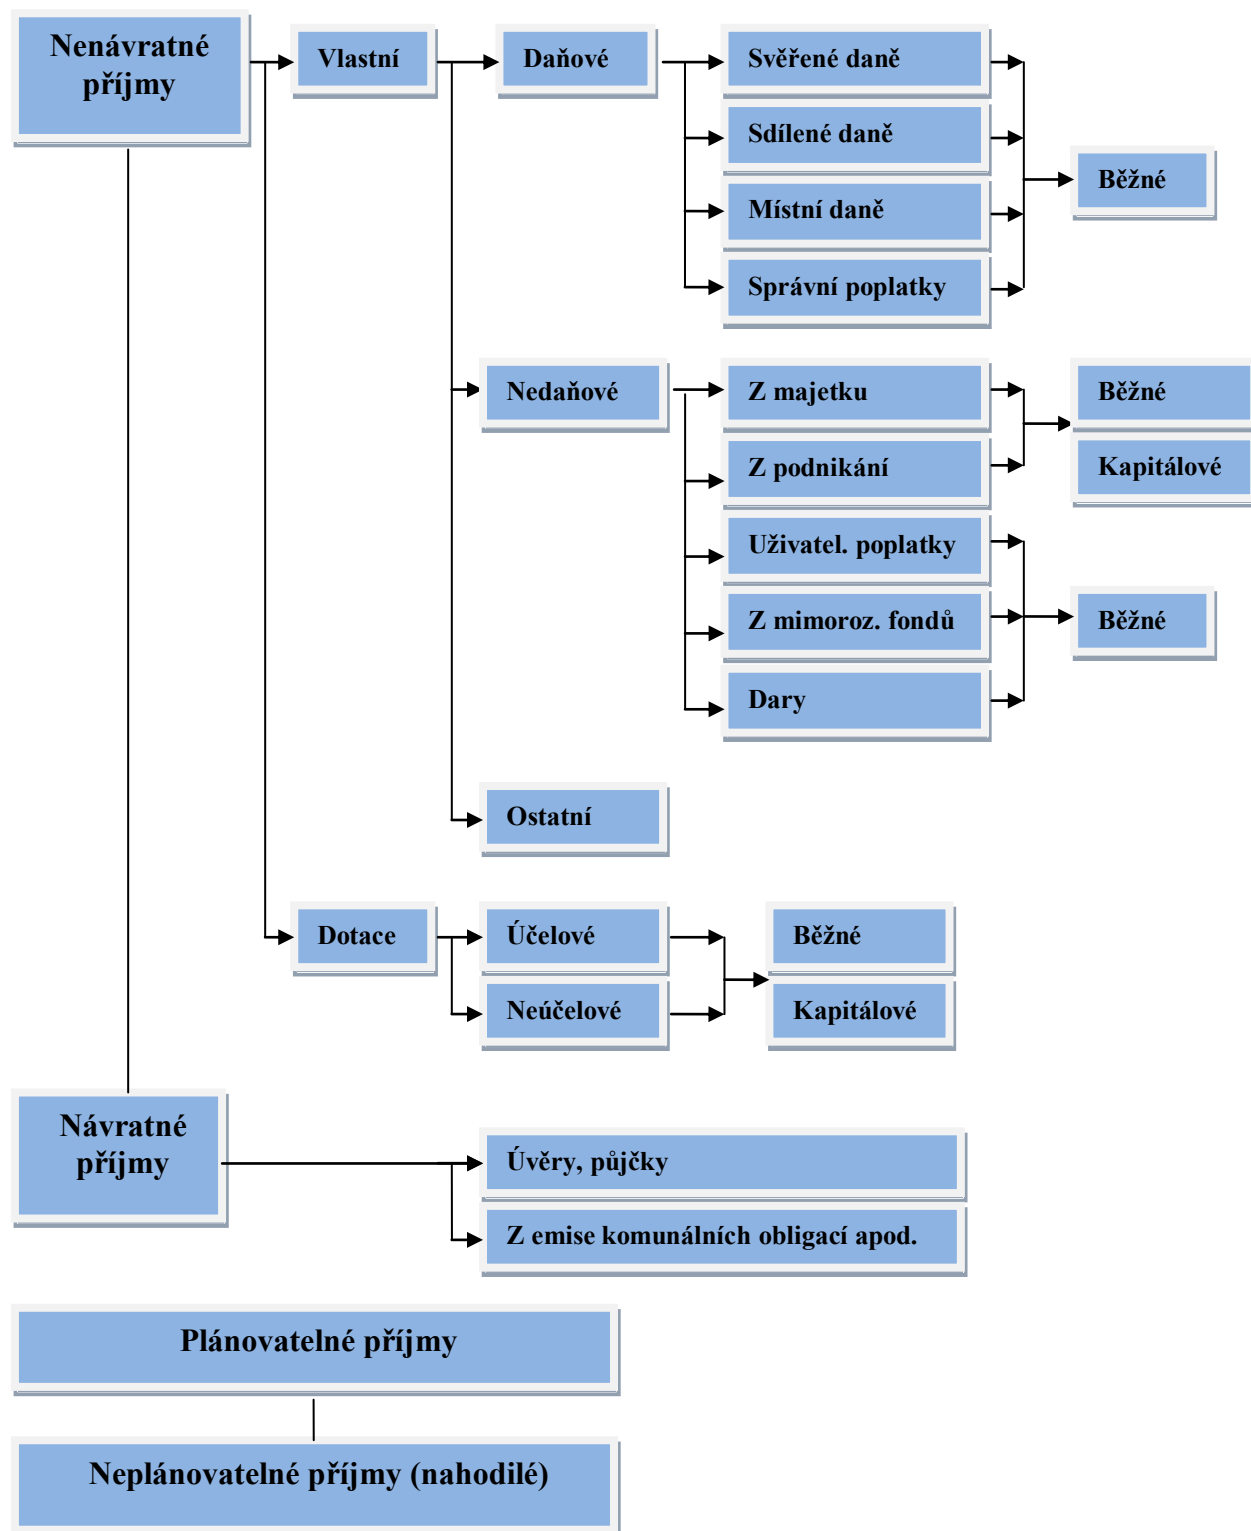 Nenávratné
příjmy
Vlastní
Daňové
Svěřené daně
Sdílené daně
Místní daně
Správní poplatky
Běžné
Nedaňové
Z majetku
Z podnikání
Běžné
Kapitálové
Uživatel. poplatky
Z mimoroz. fondů
Dary
Běžné
Ostatní
Dotace
Účelové
Neúčelové
Běžné
Kapitálové
Návratné
příjmy
Úvěry, půjčky
Z emise komunálních obligací apod.
Plánovatelné příjmy
Neplánovatelné příjmy (nahodilé)